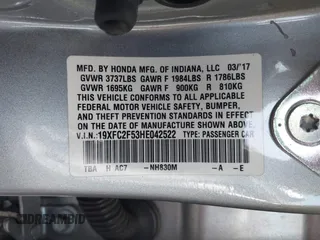 MFD. BY HONDA MFG. OF INDIANA, LLC 03/'17
GVWR 3737LBS GAWR F 1984LBS R 1786LBS
GVWR 1695KG GAWR F 900KG R 810KG
THIS VEHICLE CONFORMS TO ALL APPLICABLE
FEDERAL MOTOR VEHICLE SAFETY, BUMPER,
AND THEFT PREVENTION STANDARDS IN
EFFECT ON THE DATE OF MANUFACTURE
SHOWN ABOVE.
V.I.N.:19XFC2F53HE042522 TYPE: PASSENGER CAR
TBA H AC7 -NH830M -A -E
DREAMBID